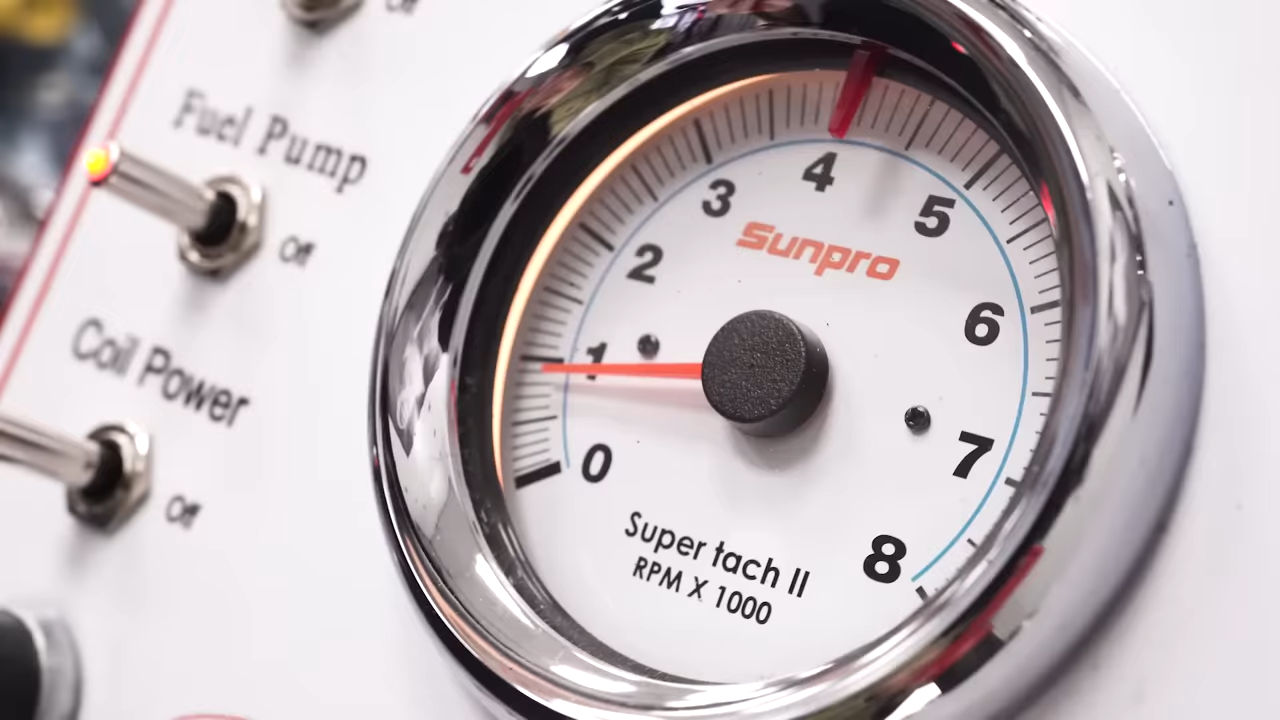 Off
Fuel Pump
Off
Coil Power
Off
0
1
2
3
4
5
6
7
8
Sunpro
Super tach II
RPM X 1000